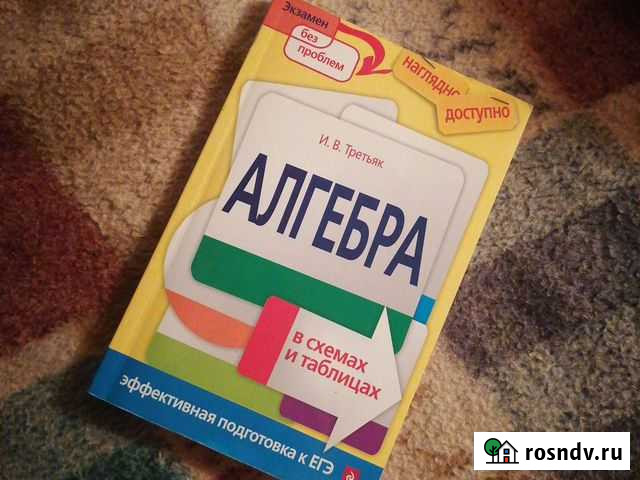 Экзамен
без
проблем
наглядно
доступно
И. В. Третьяк
АЛГЕБРА
в схемах
и таблицах
эффективная подготовка к ЕГЭ
rosndv.ru